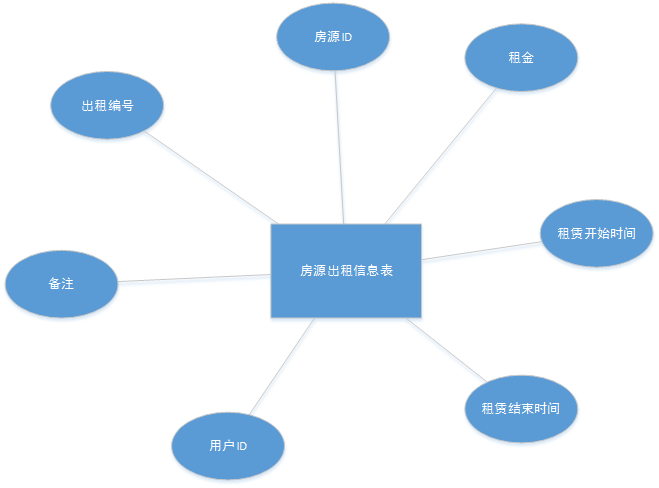 房源ID
租金
出租编号
租赁开始时间
房源出租信息表
备注
租赁结束时间
用户ID